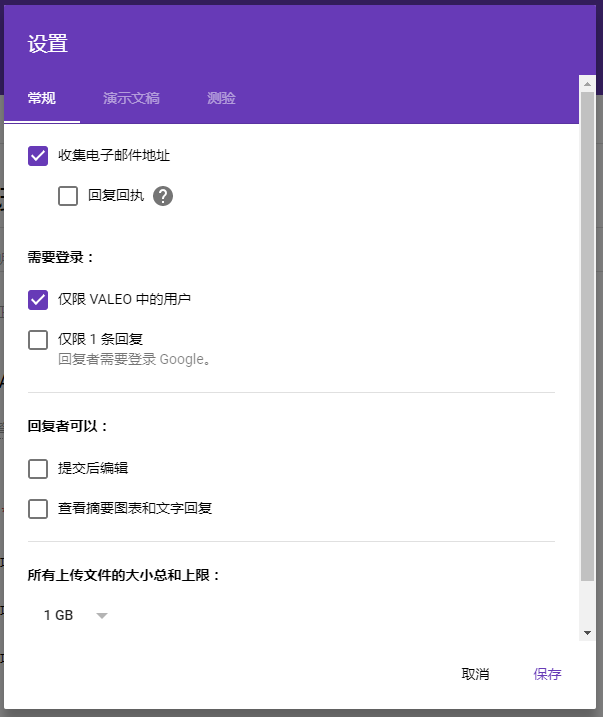 设置
常规 演示文稿 测验
收集电子邮件地址
回复回执 ?
需要登录：
仅限 VALEO 中的用户
仅限 1 条回复
回复者需要登录 Google。
回复者可以：
提交后编辑
查看摘要图表和文字回复
所有上传文件的大小总和上限：
1 GB
取消 保存